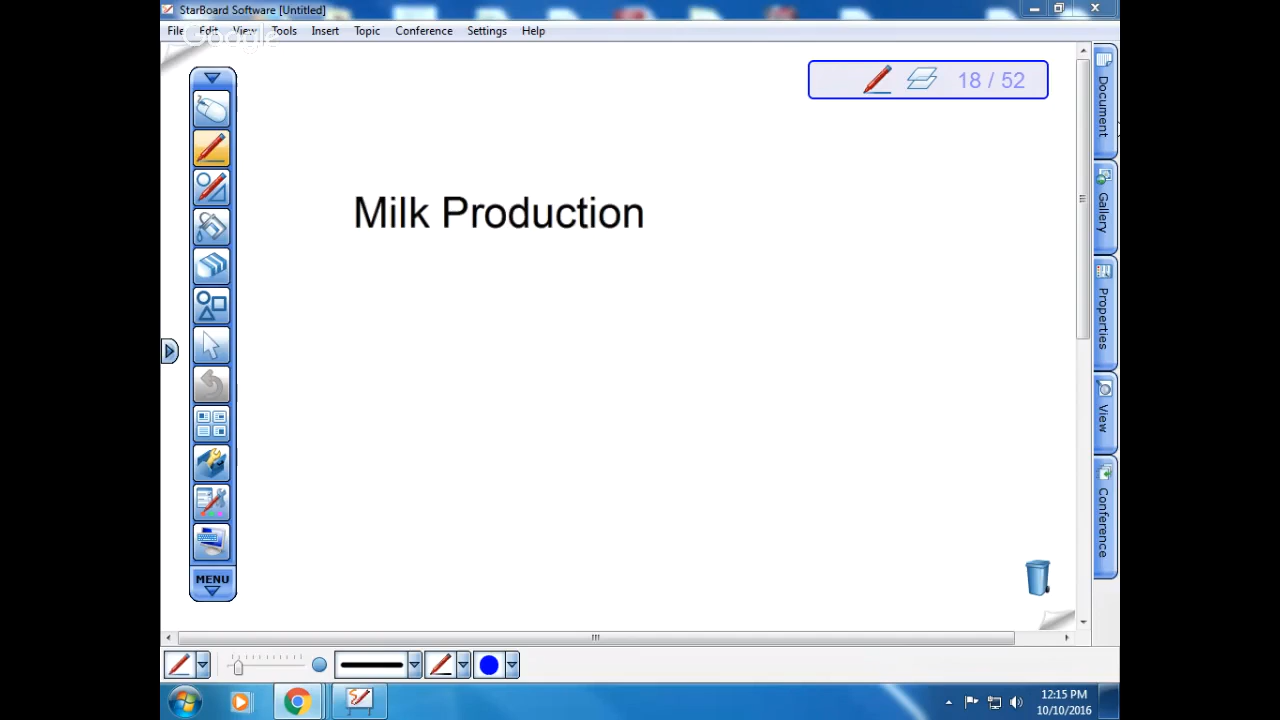 StarBoard Software [Untitled]
File Edit View Tools Insert Topic Conference Settings Help
Google
18 / 52
Document
Milk Production
Gallery
Properties
View
Conference
MENU
12:15 PM
10/10/2016